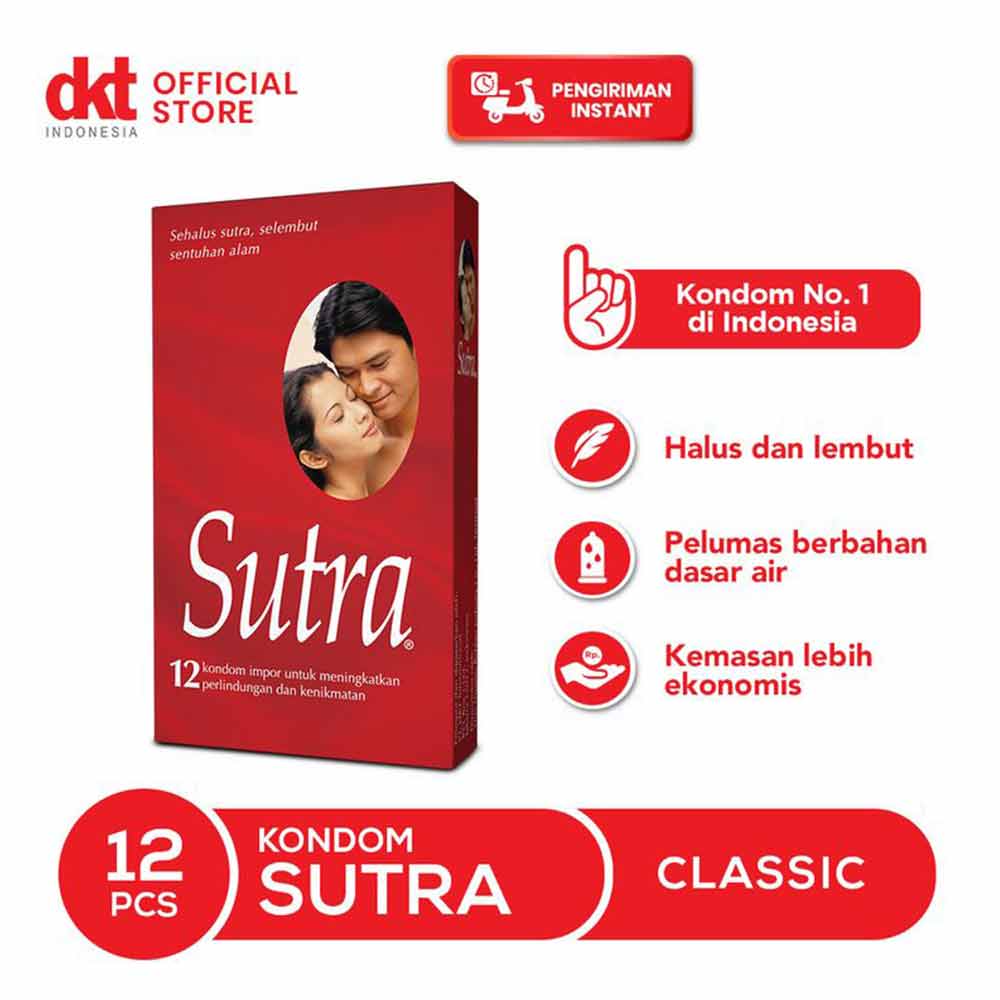 dkt
INDONESIA
OFFICIAL
STORE
PENGIRIMAN
INSTANT
Sehalus sutra, selembut
sentuhan alam
Sutra
Sutra®
12 kondom impor untuk meningkatkan
perlindungan dan kenikmatan
Kondom No. 1
di Indonesia
Halus dan lembut
Pelumas berbahan
dasar air
Rp.
Kemasan lebih
ekonomis
12
PCS
KONDOM
SUTRA
CLASSIC